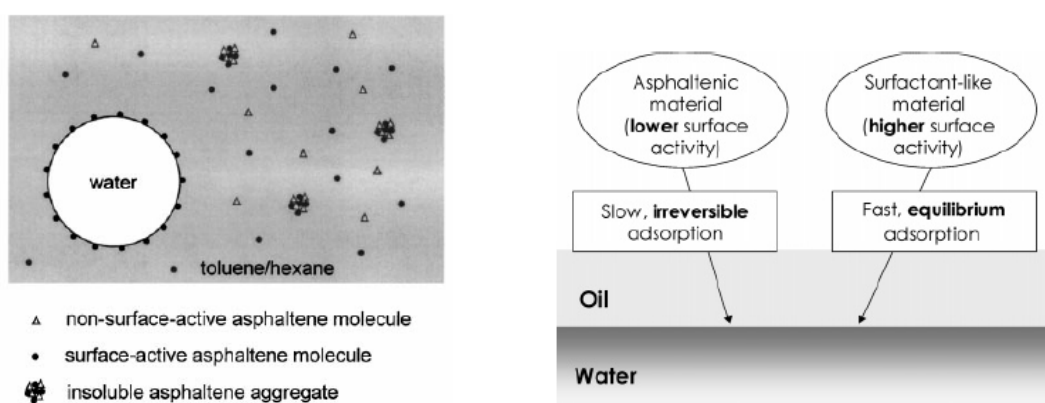 water
toluene/hexane
non-surface-active asphaltene molecule
surface-active asphaltene molecule
insoluble asphaltene aggregate
Asphaltenic
material
(lower surface
activity)
Surfactant-like
material
(higher surface
activity)
Slow, irreversible
adsorption
Fast, equilibrium
adsorption
Oil
Water